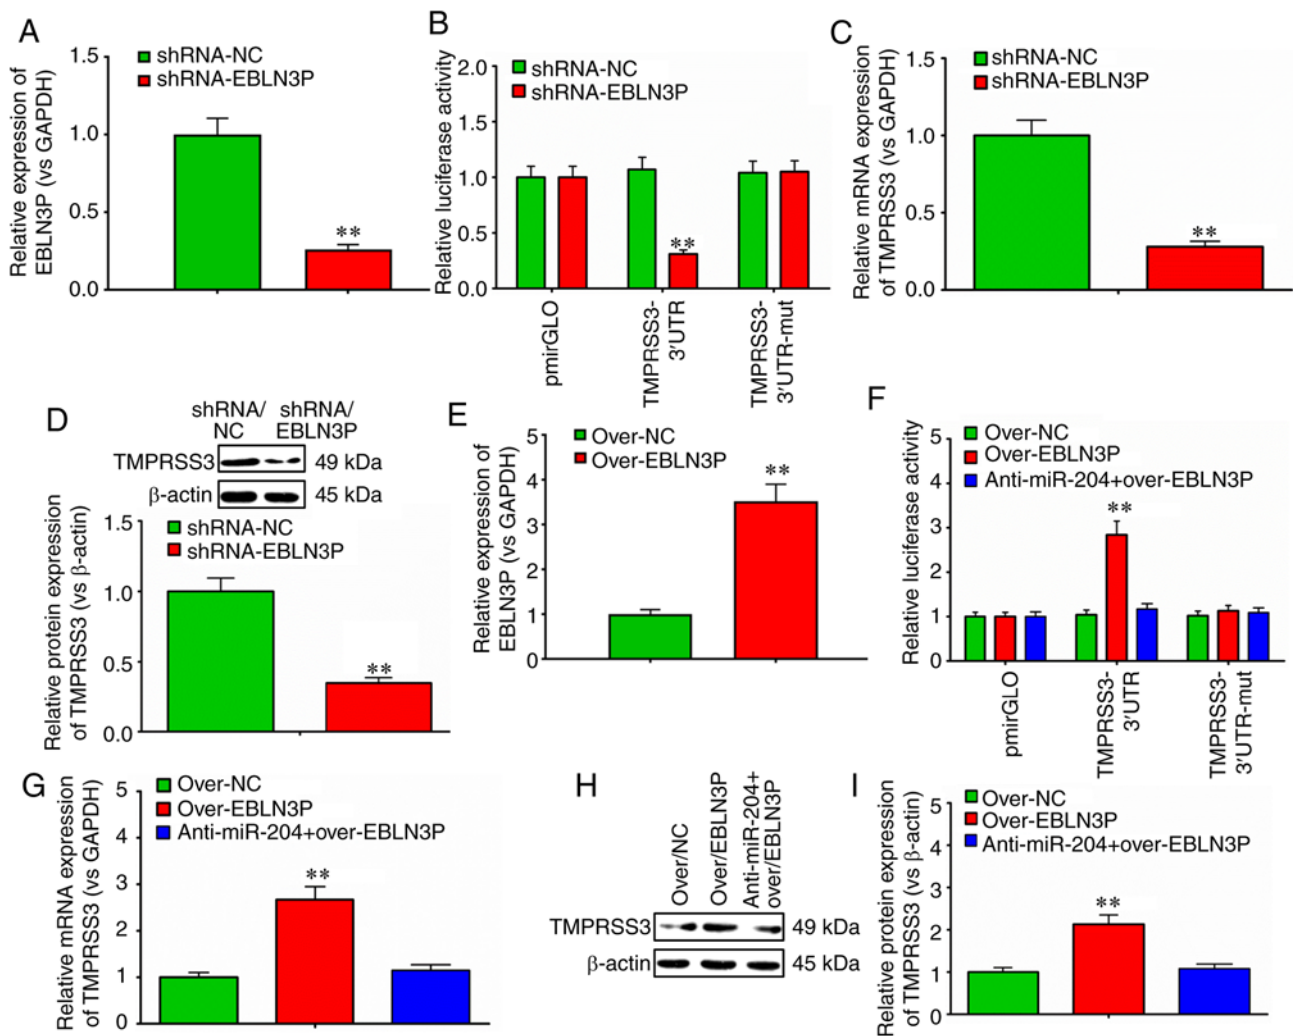 A
Relative expression of
EBLN3P (vs GAPDH)
1.5
1.0
0.5
0.0
shRNA-NC
shRNA-EBLN3P
**
B
Relative luciferase activity
2.0
1.5
1.0
0.5
0.0
shRNA-NC
shRNA-EBLN3P
**
pmirGLO
TMPRSS3-
3'UTR
TMPRSS3-
3'UTR-mut
C
Relative mRNA expression
of TMPRSS3 (vs GAPDH)
1.5
1.0
0.5
0.0
shRNA-NC
shRNA-EBLN3P
**
D
shRNA/
NC
shRNA/
EBLN3P
TMPRSS3
49 kDa
β-actin
45 kDa
Relative protein expression
of TMPRSS3 (vs β-actin)
1.5
1.0
0.5
0.0
shRNA-NC
shRNA-EBLN3P
**
E
Relative expression of
EBLN3P (vs GAPDH)
5
4
3
2
1
0
Over-NC
Over-EBLN3P
**
F
Relative luciferase activity
5
4
3
2
1
0
Over-NC
Over-EBLN3P
Anti-miR-204+over-EBLN3P
**
pmirGLO
TMPRSS3-
3'UTR
TMPRSS3-
3'UTR-mut
G
Relative mRNA expression
of TMPRSS3 (vs GAPDH)
5
4
3
2
1
0
Over-NC
Over-EBLN3P
Anti-miR-204+over-EBLN3P
**
H
Over/NC
Over/EBLN3P
Anti-miR-204+
over/EBLN3P
TMPRSS3
49 kDa
β-actin
45 kDa
I
Relative protein expression
of TMPRSS3 (vs β-actin)
5
4
3
2
1
0
Over-NC
Over-EBLN3P
Anti-miR-204+over-EBLN3P
**